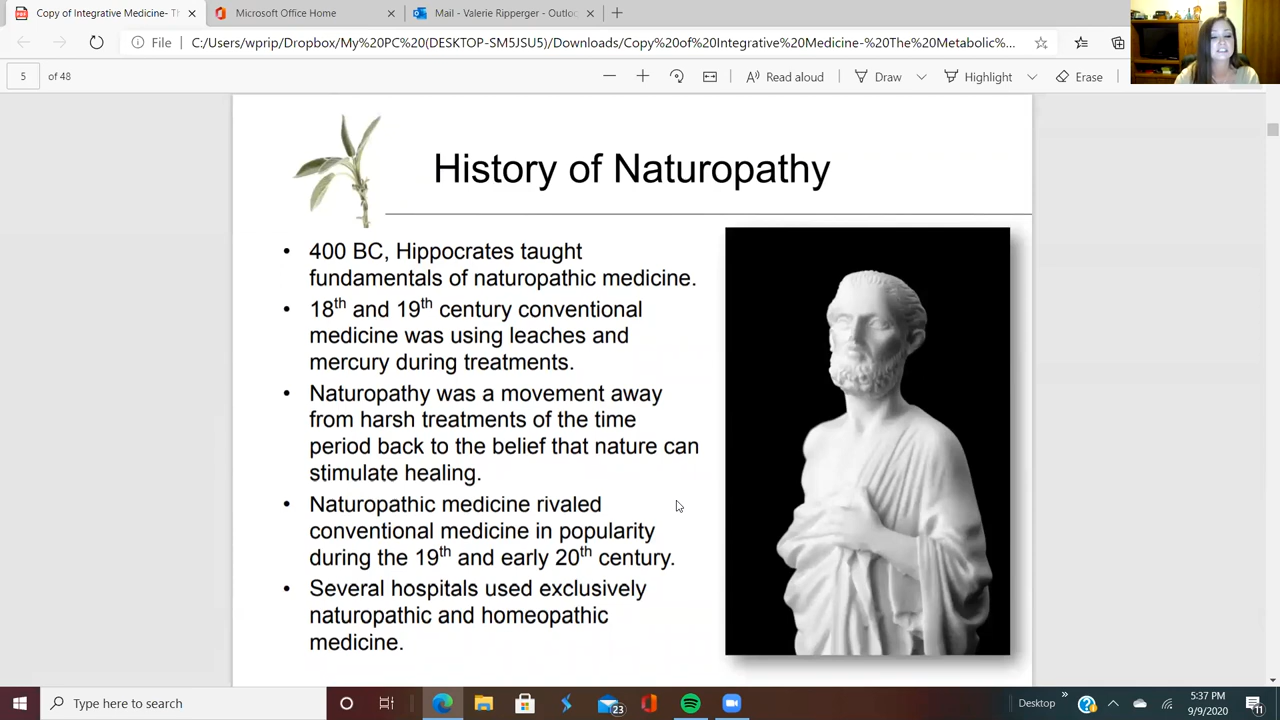 Copy of Integrative Medicine- Th
Microsoft Office Home
Mail - Valerie Ripperger - Outloo
File
C:/Users/wprip/Dropbox/My%20PC%20(DESKTOP-SM5JSU5)/Downloads/Copy%20of%20Integrative%20Medicine-%20The%20Metabolic%...
5 of 48
Read aloud
Draw
Highlight
Erase
History of Naturopathy
• 400 BC, Hippocrates taught
fundamentals of naturopathic medicine.
• 18th and 19th century conventional
medicine was using leaches and
mercury during treatments.
• Naturopathy was a movement away
from harsh treatments of the time
period back to the belief that nature can
stimulate healing.
• Naturopathic medicine rivaled
conventional medicine in popularity
during the 19th and early 20th century.
• Several hospitals used exclusively
naturopathic and homeopathic
medicine.
Type here to search
23
Desktop
5:37 PM
9/9/2020
11